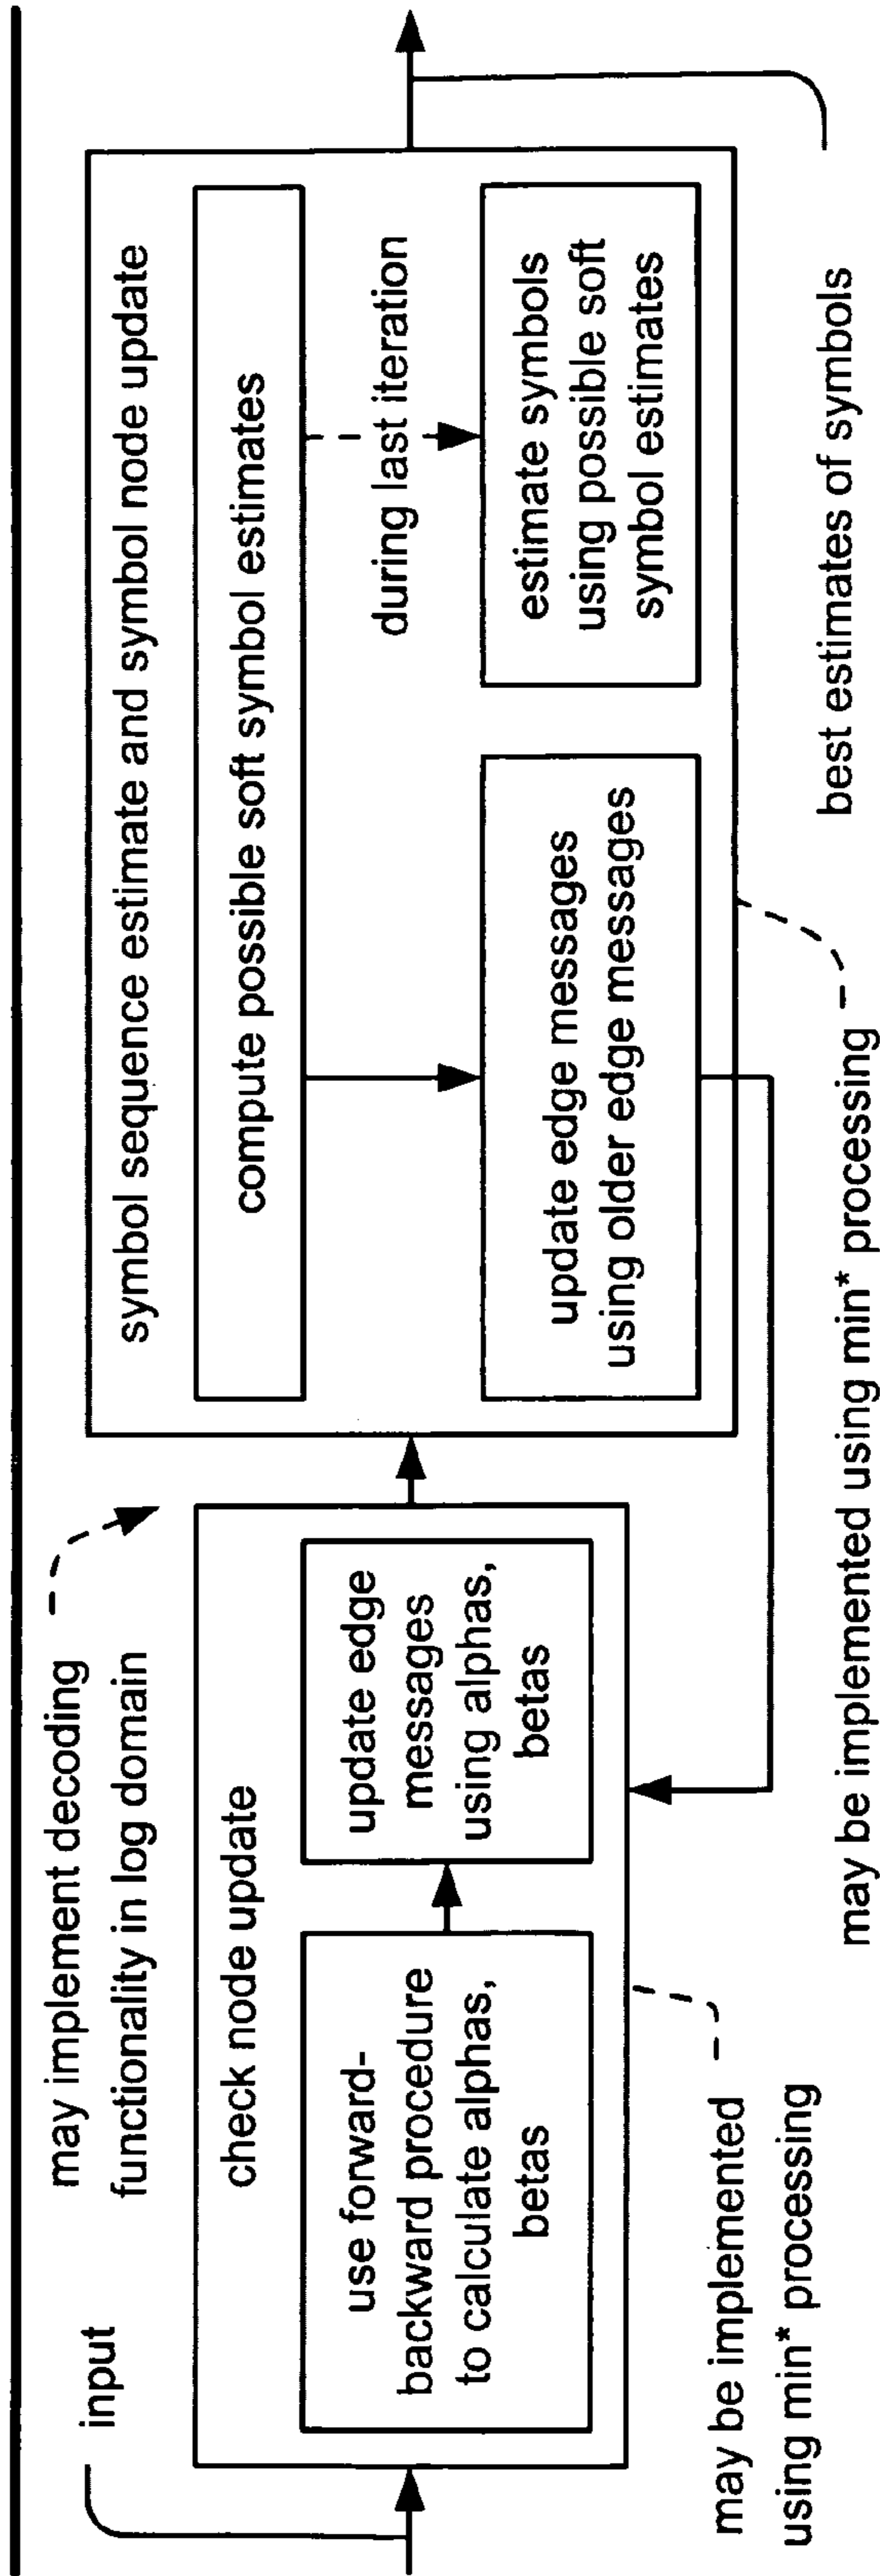 input
may implement decoding
functionality in log domain
check node update
use forward-
backward procedure
to calculate alphas,
betas
update edge
messages
using alphas,
betas
may be implemented
using min* processing
symbol sequence estimate and symbol node update
compute possible soft symbol estimates
during last iteration
update edge messages
using older edge messages
estimate symbols
using possible soft
symbol estimates
may be implemented using min* processing
best estimates of symbols